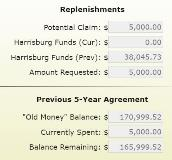 Replenishments
Potential Claim: $ 5,000.00
Harrisburg Funds (Cur): $ 0.00
Harrisburg Funds (Prev): $ 38,045.73
Amount Requested: $ 5,000.00
Previous 5-Year Agreement
"Old Money" Balance: $ 170,999.52
Currently Spent: $ 5,000.00
Balance Remaining: $ 165,999.52